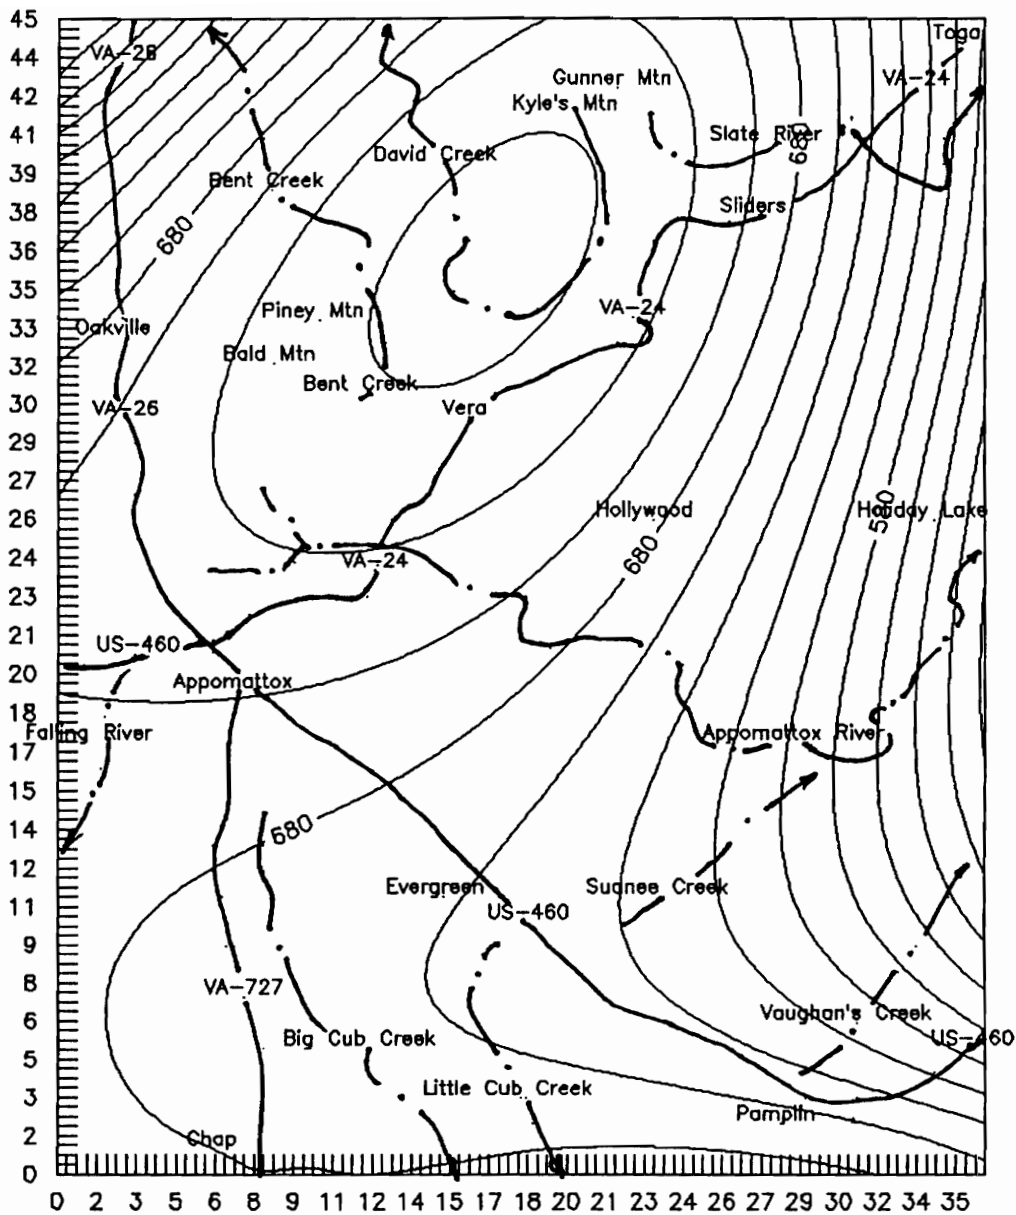 45
Toga
44
VA-26
VA-24
Gunner Mtn
42
Kyle's Mtn
41
Slate River
680
David Creek
39
Bent Creek
38
Sliders
680
36
35
VA-24
Piney Mtn
33
Oakville
Bald Mtn
32
Bent Creek
30
VA-26
Vera
29
27
26
Hollywood
500
Holiday Lake
24
VA-24
680
23
21
US-460
20
Appomattox
18
Falling River
Appomattox River
17
15
14
680
12
Evergreen
Suanee Creek
11
US-460
9
8
VA-727
Vaughan's Creek
6
Big Cub Creek
US-460
5
3
Little Cub Creek
Pamplin
2
Chap
0
0 2 3 5 6 8 9 11 12 14 15 17 18 20 21 23 24 26 27 29 30 32 34 35